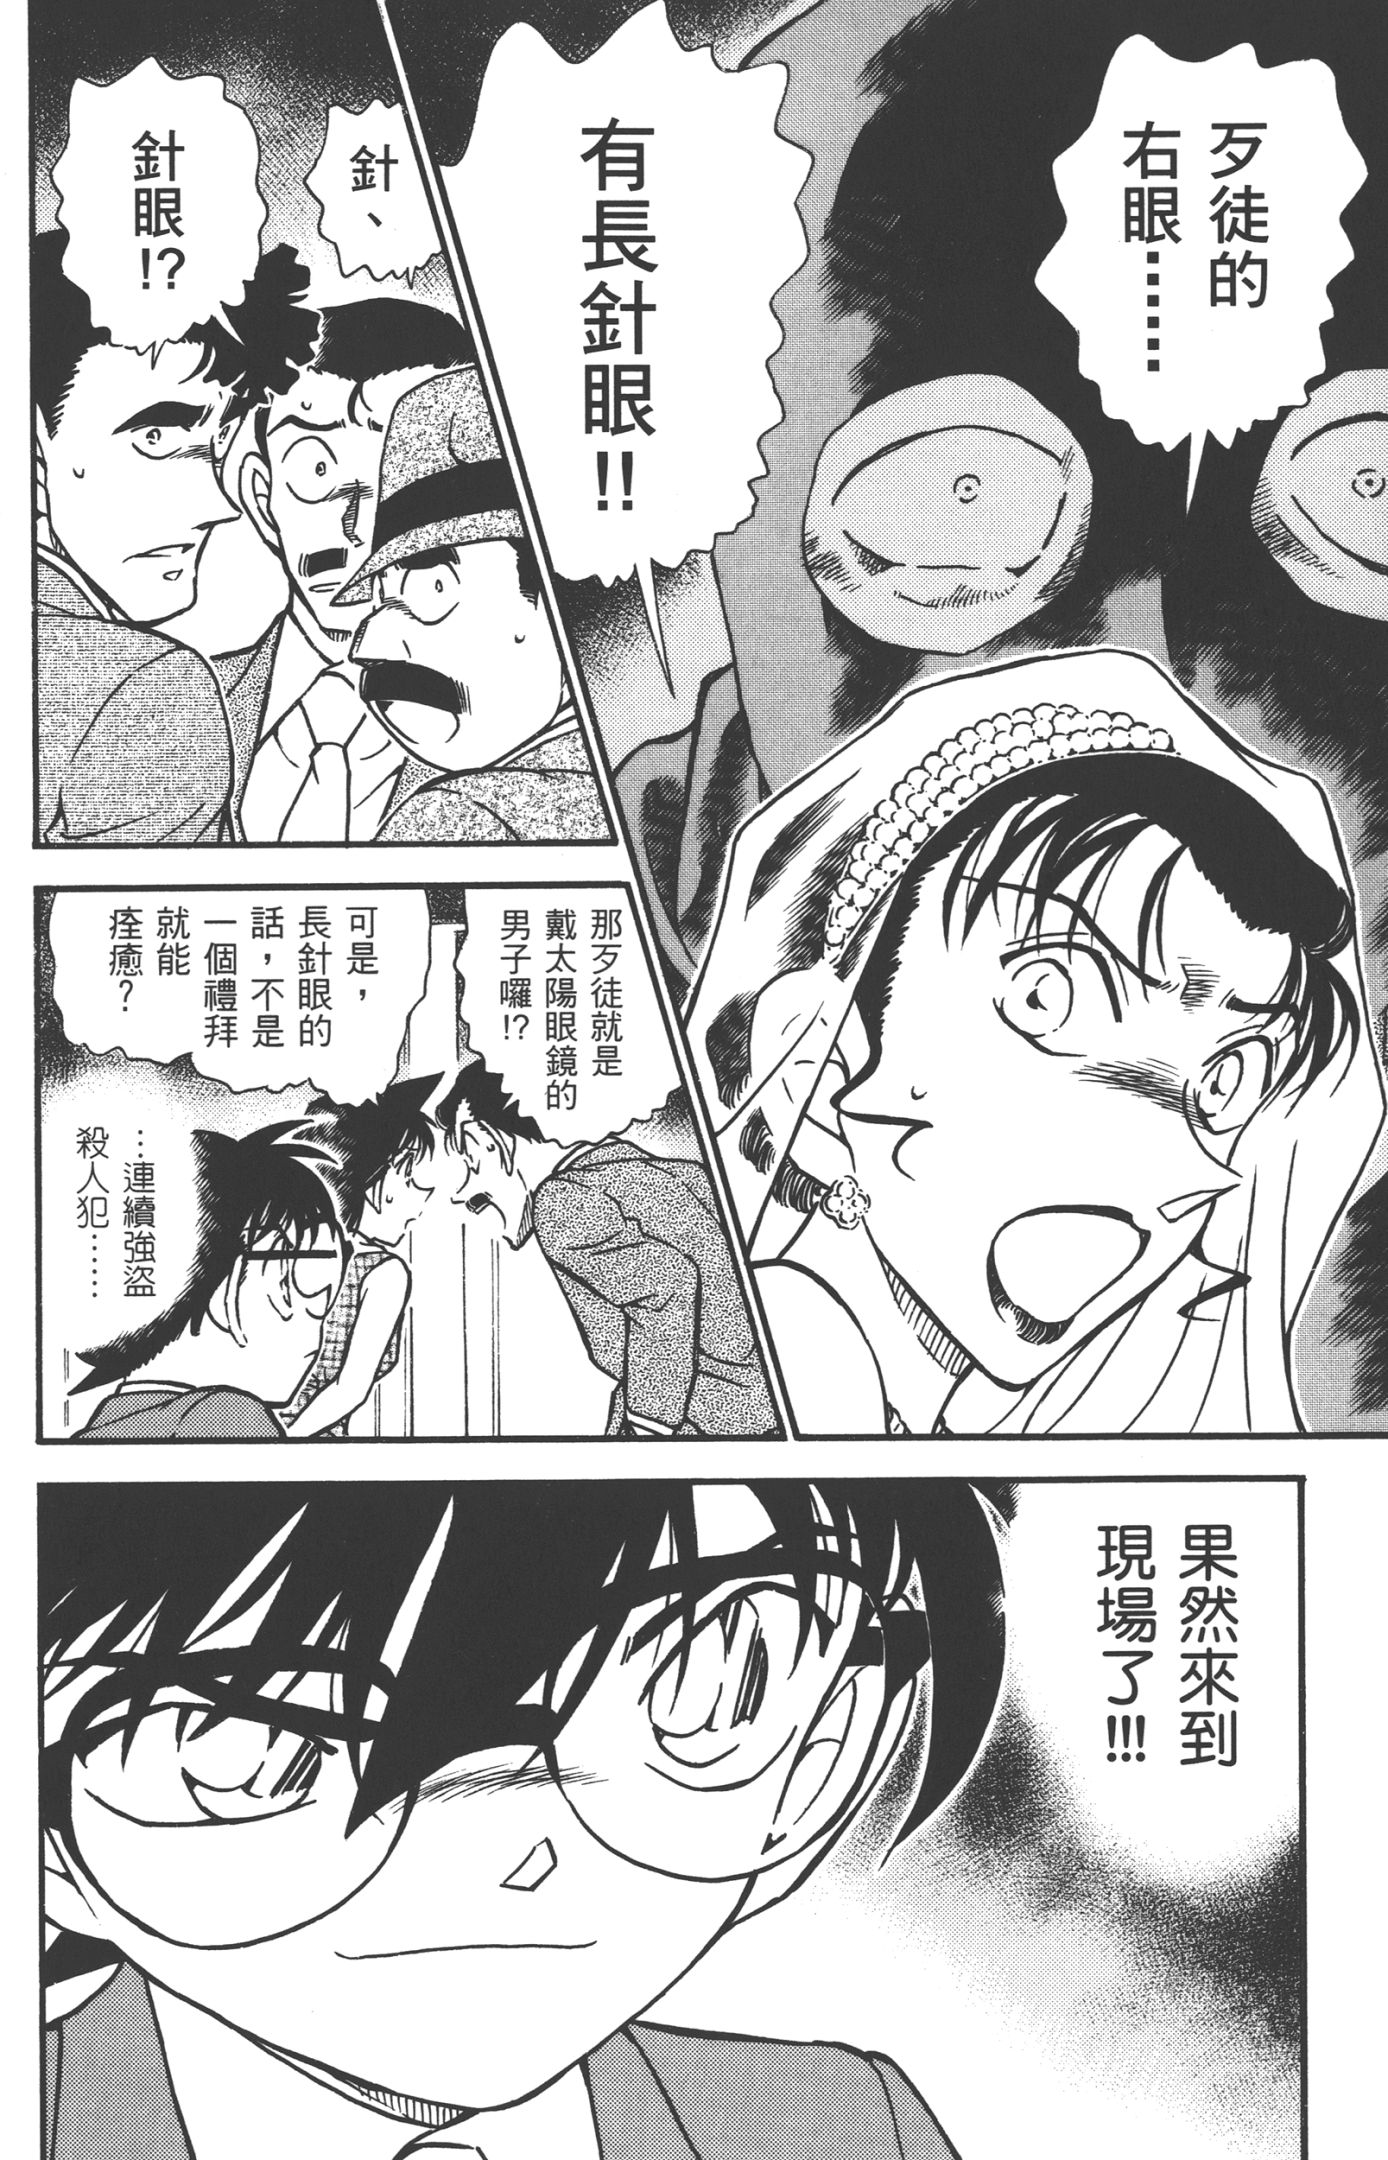 歹徒的
右眼……
有長針眼!!
針、
針眼!?
那歹徒就是
戴太陽眼鏡的
男子囉!?
可是，
長針眼的
話，不是
一個禮拜
就能
痊癒？
…連續強盜
殺人犯……
果然來到
現場了!!!